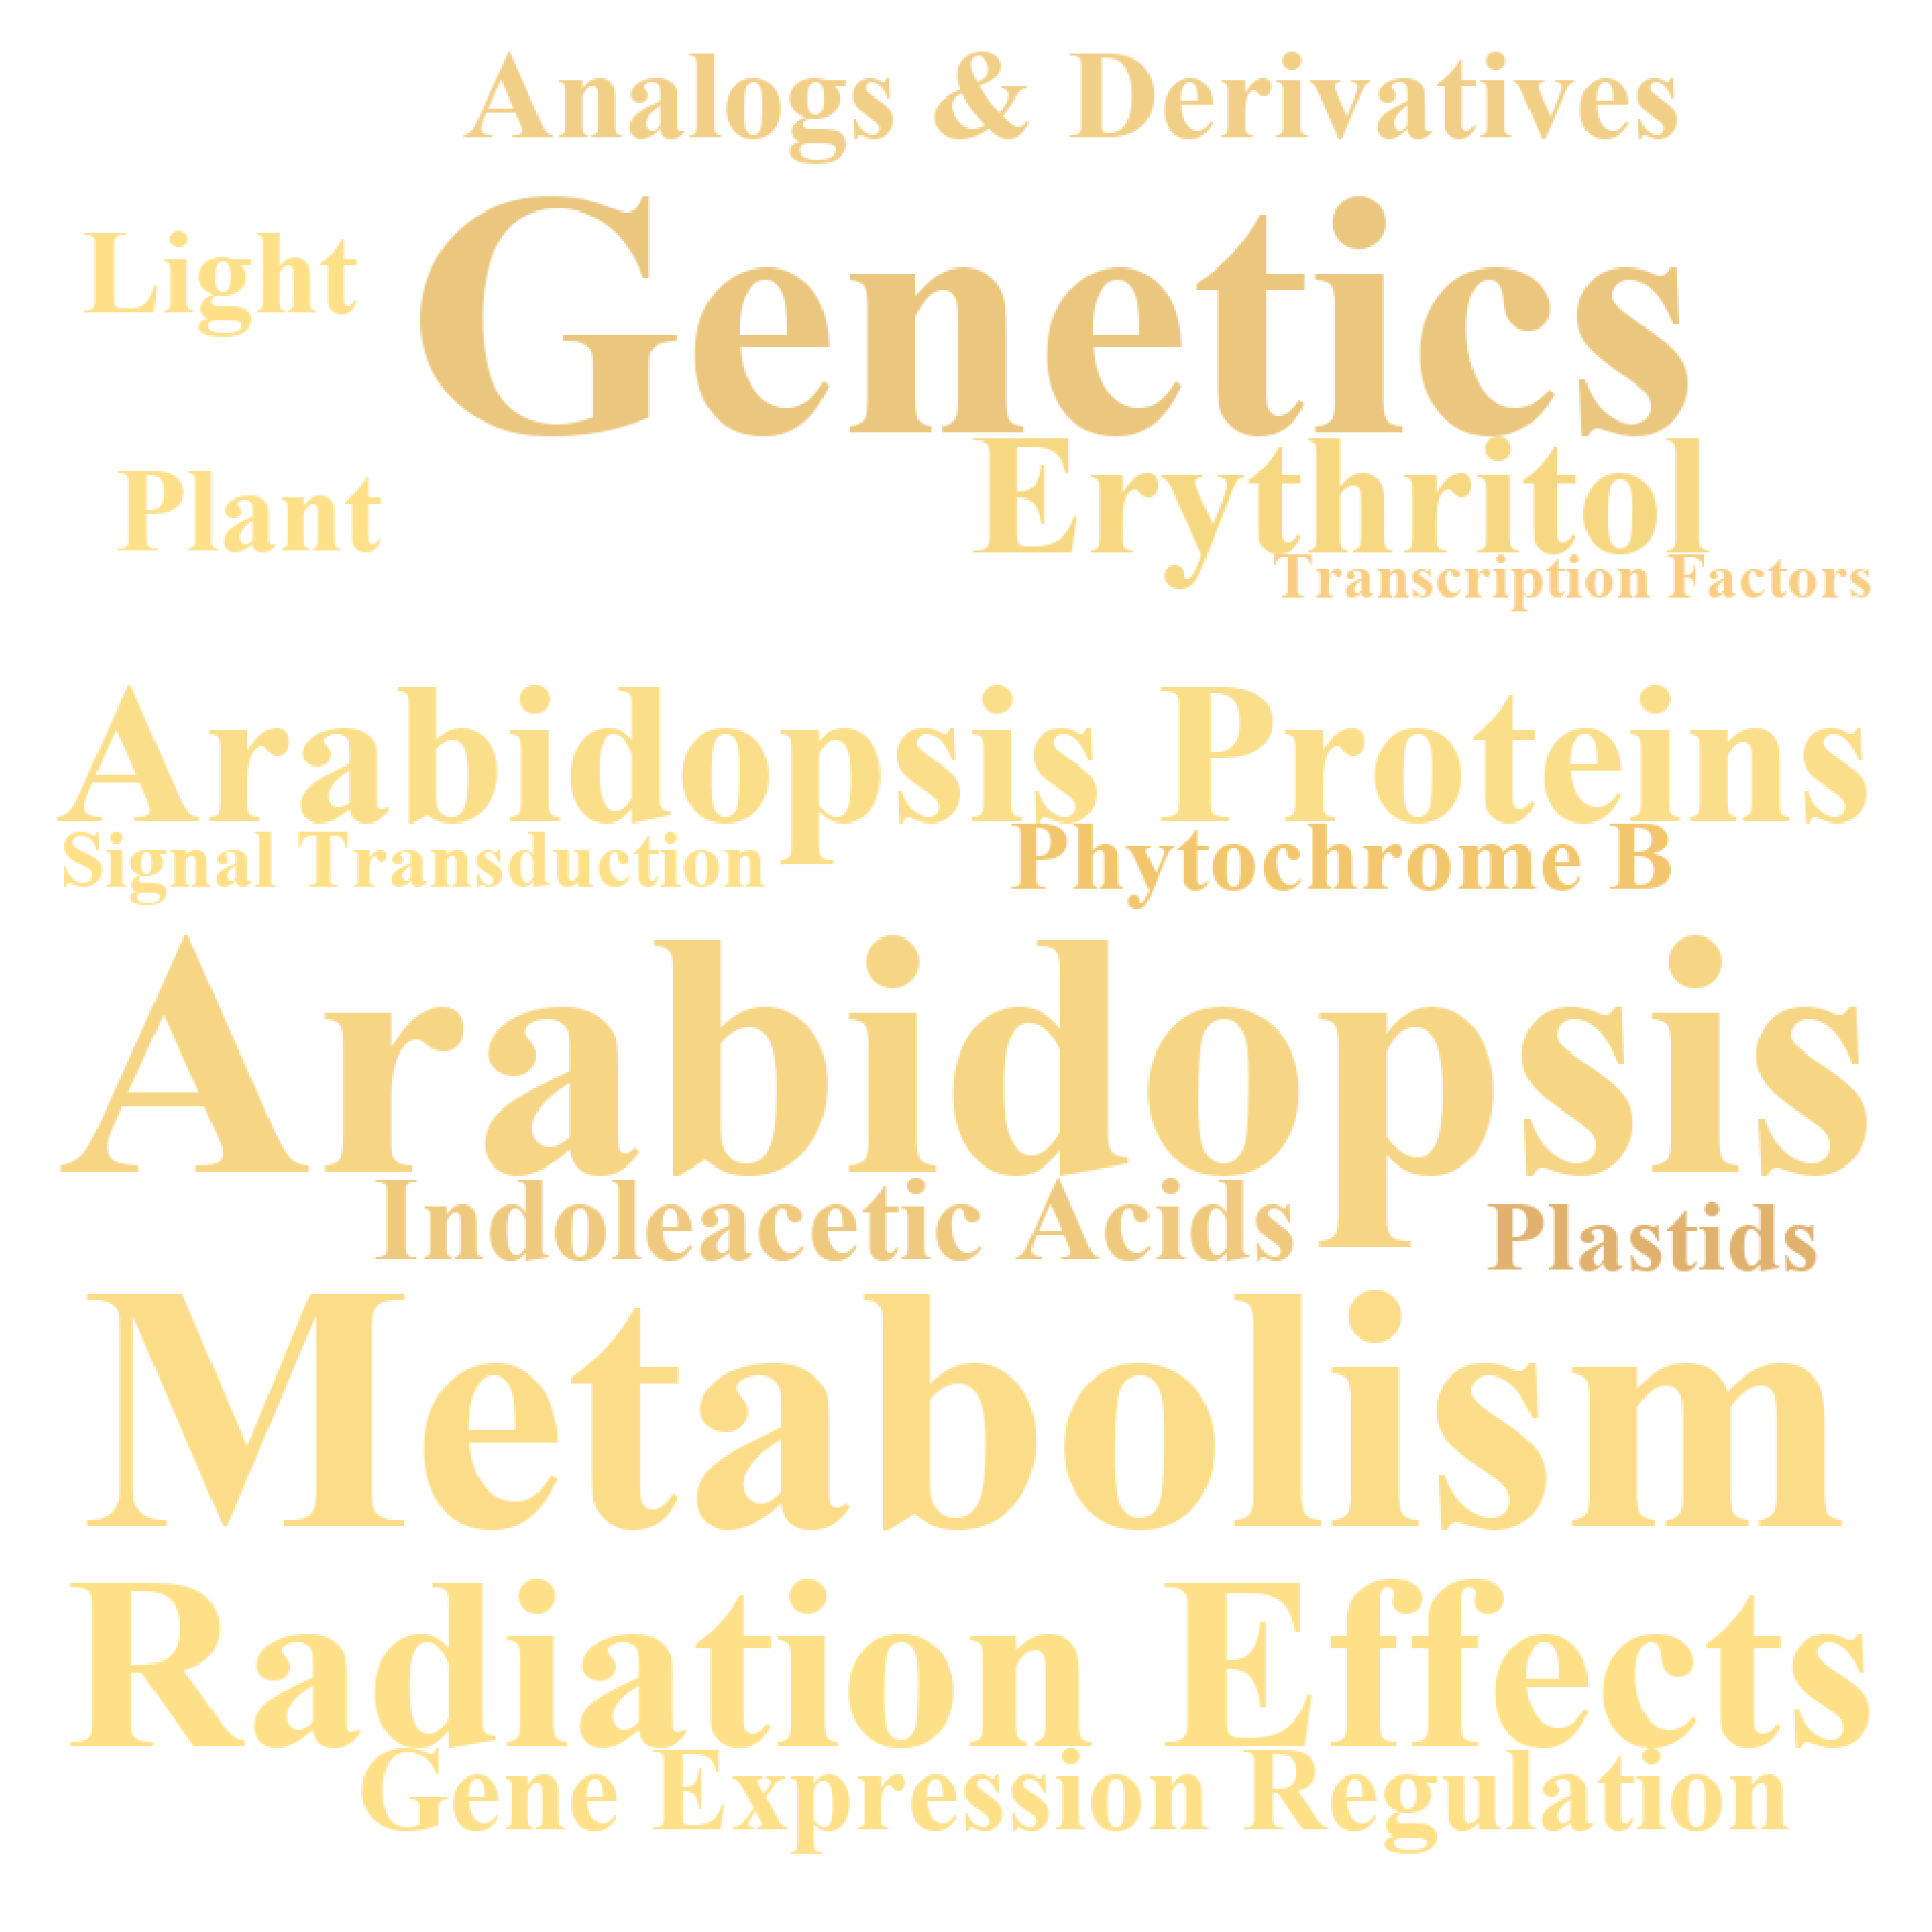 Analogs & Derivatives
Light
Genetics
Plant
Erythritol
Transcription Factors
Arabidopsis Proteins
Signal Transduction
Phytochrome B
Arabidopsis
Indoleacetic Acids
Plastids
Metabolism
Radiation Effects
Gene Expression Regulation